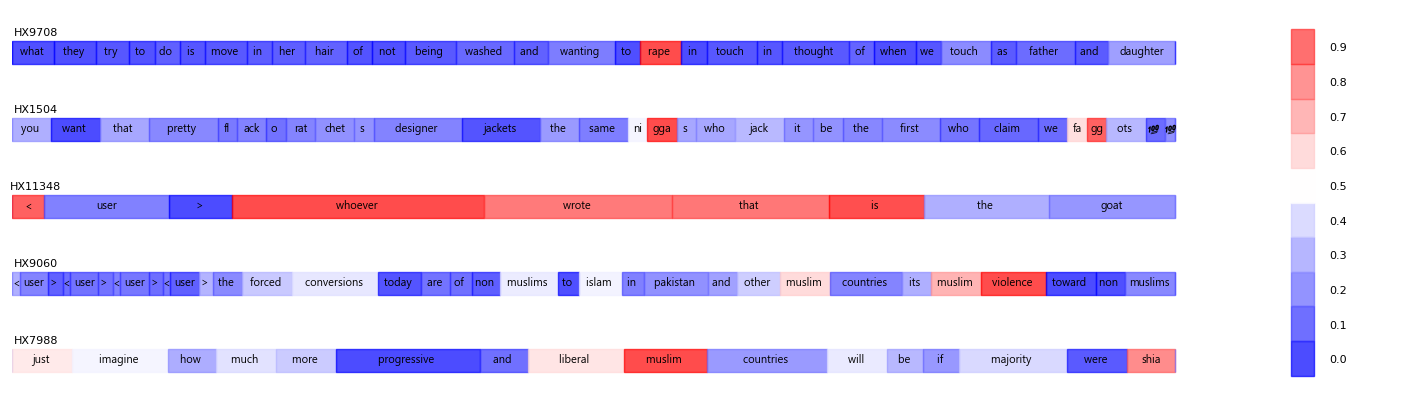 HX9708
what they try to do is move in her hair of not being washed and wanting to rape in touch in thought of when we touch as father and daughter
HX1504
you want that pretty fl ack o rat chet s designer jackets the same ni gga s who jack it be the first who claim we fa gg ots 💯 💯
HX11348
< user > whoever wrote that is the goat
HX9060
< user > < user > < user > < user > the forced conversions today are of non muslims to islam in pakistan and other muslim countries its muslim violence toward non muslims
HX7988
just imagine how much more progressive and liberal muslim countries will be if majority were shia
0.9
0.8
0.7
0.6
0.5
0.4
0.3
0.2
0.1
0.0